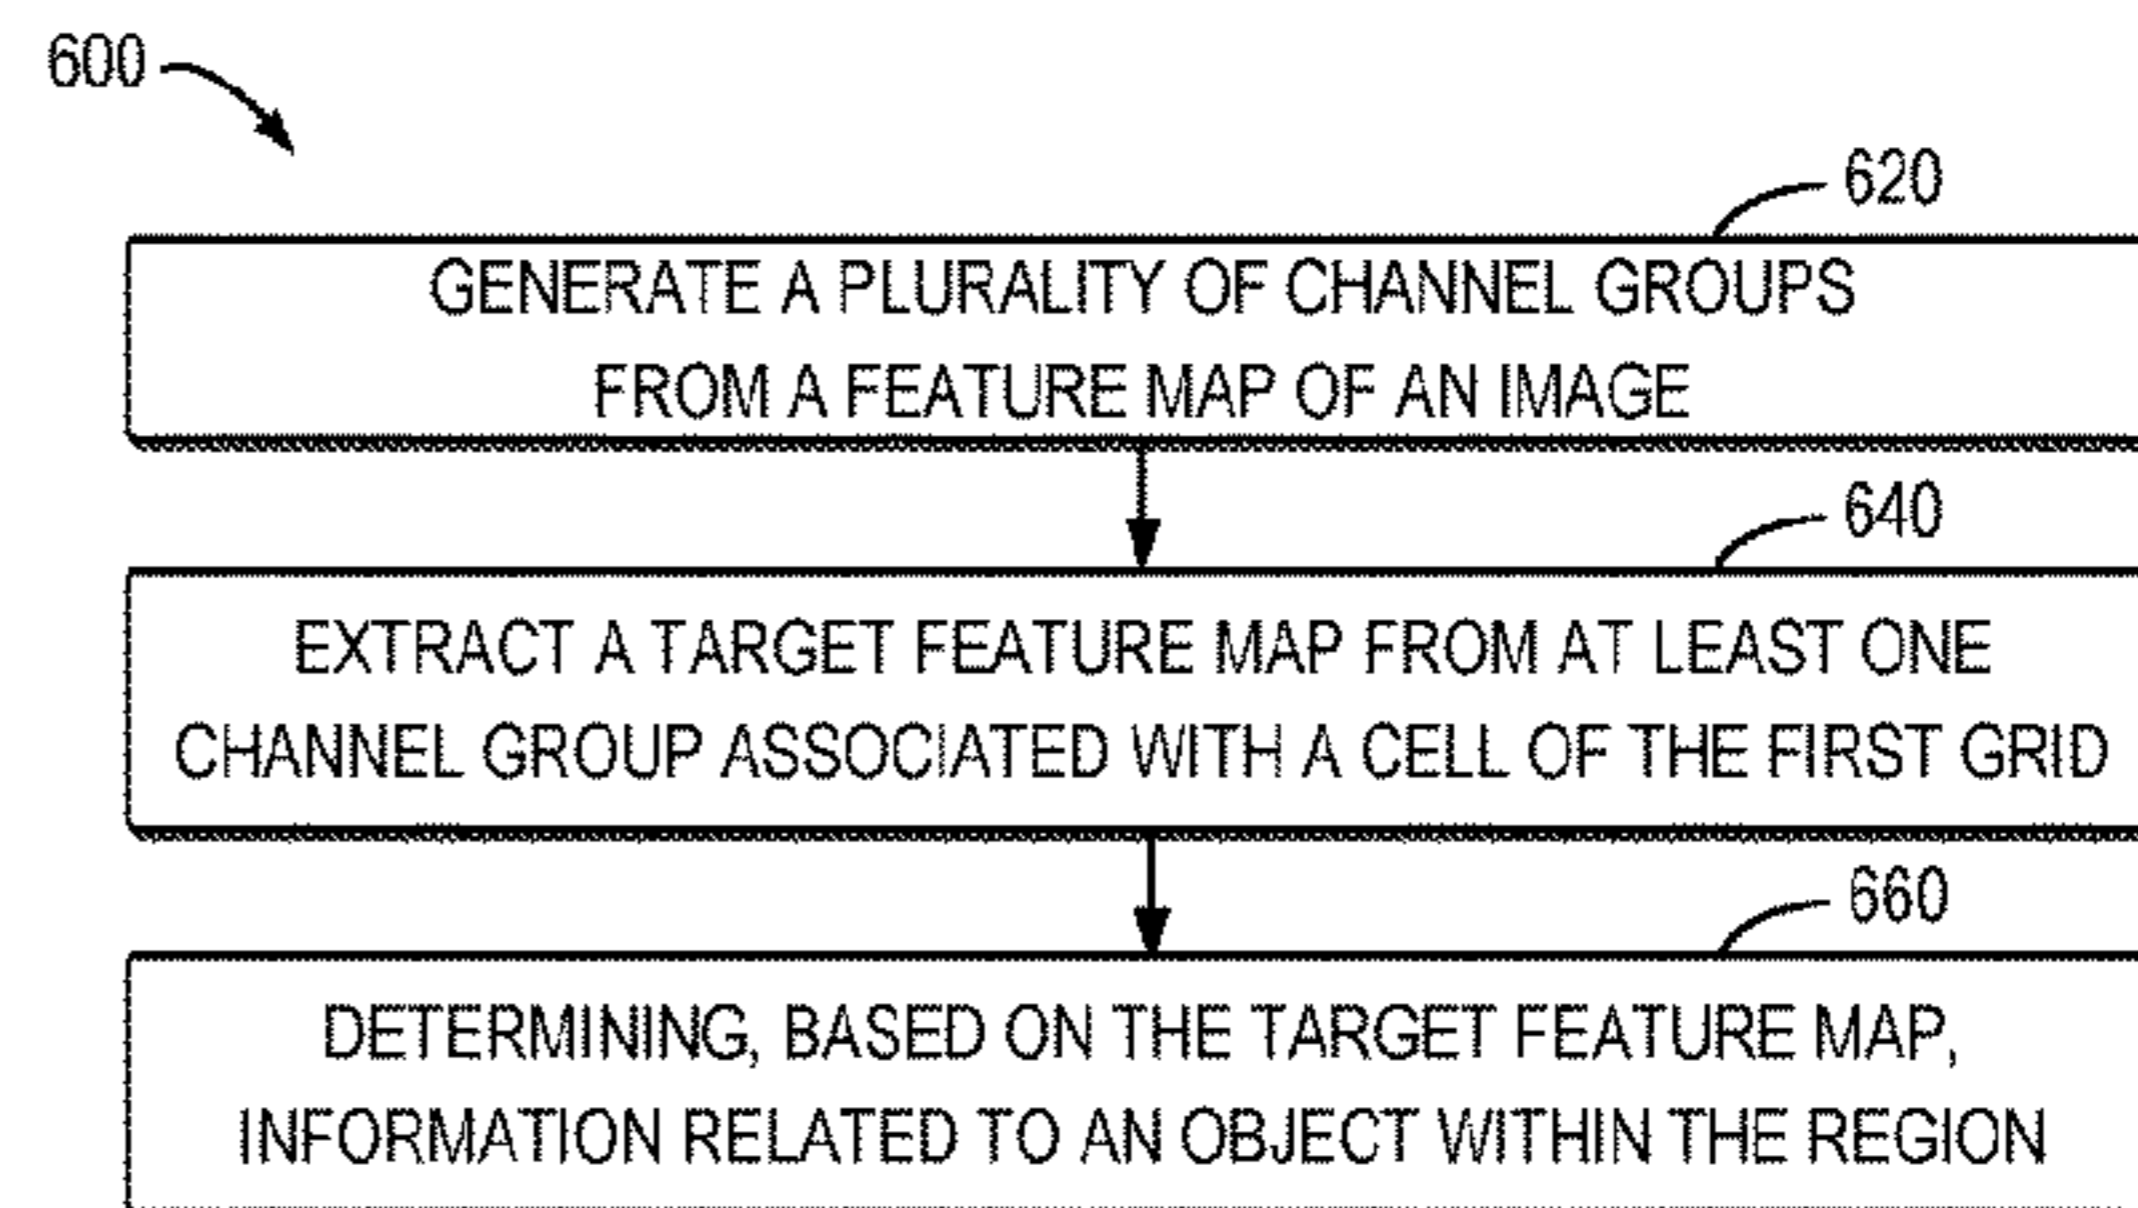 600
620
GENERATE A PLURALITY OF CHANNEL GROUPS
FROM A FEATURE MAP OF AN IMAGE
640
EXTRACT A TARGET FEATURE MAP FROM AT LEAST ONE
CHANNEL GROUP ASSOCIATED WITH A CELL OF THE FIRST GRID
660
DETERMINING, BASED ON THE TARGET FEATURE MAP,
INFORMATION RELATED TO AN OBJECT WITHIN THE REGION